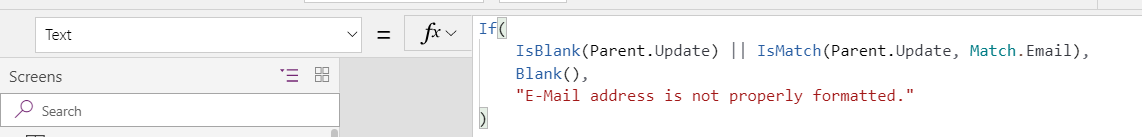 Text
=
fx
If(
IsBlank(Parent.Update) || IsMatch(Parent.Update, Match.Email),
Blank(),
"E-Mail address is not properly formatted."
)
Screens
Search